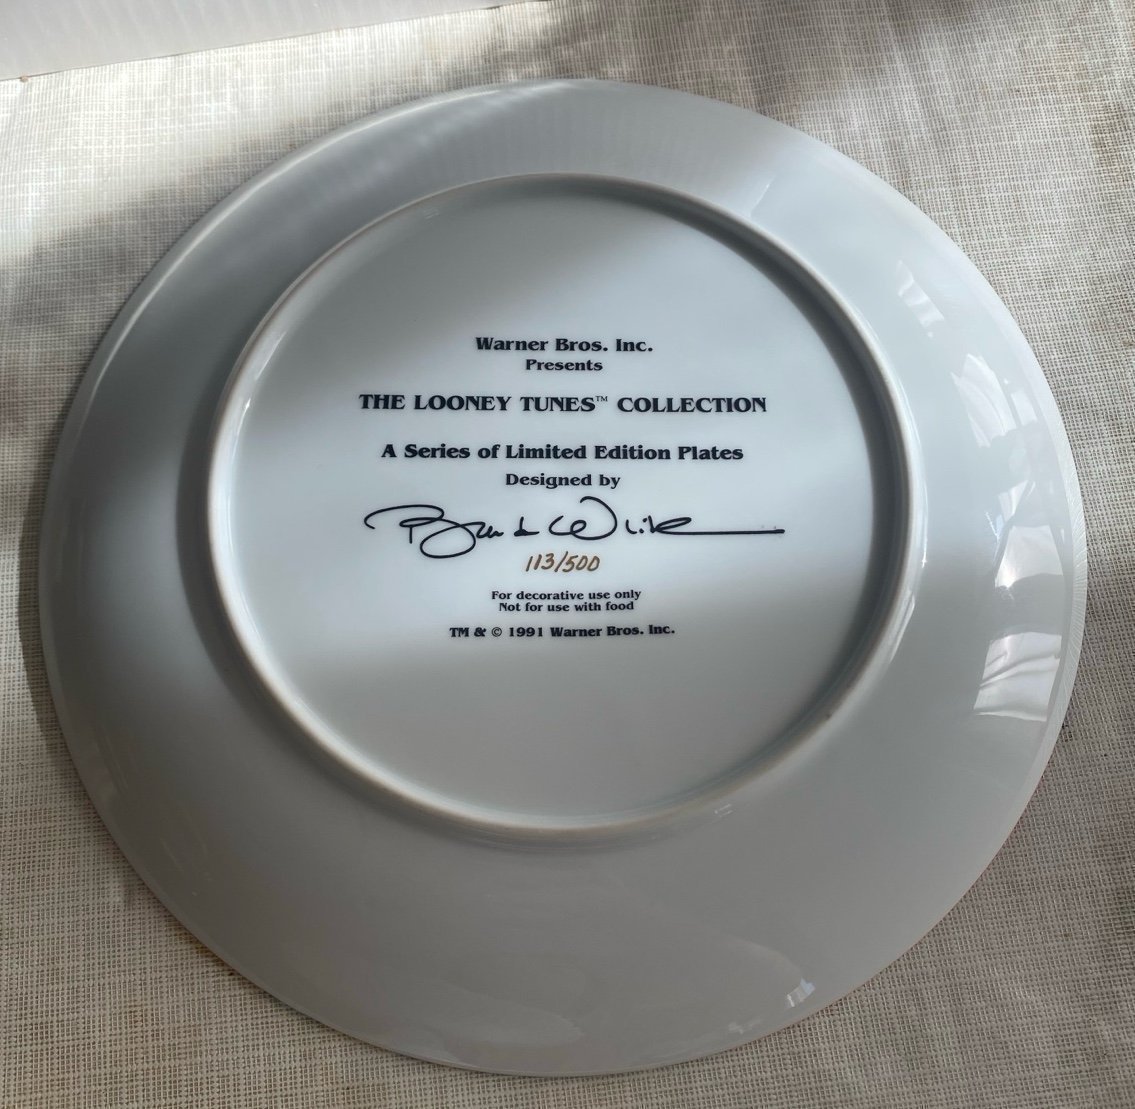 Warner Bros. Inc.
Presents
THE LOONEY TUNES™ COLLECTION
A Series of Limited Edition Plates
Designed by
113/500
For decorative use only
Not for use with food
TM & © 1991 Warner Bros. Inc.